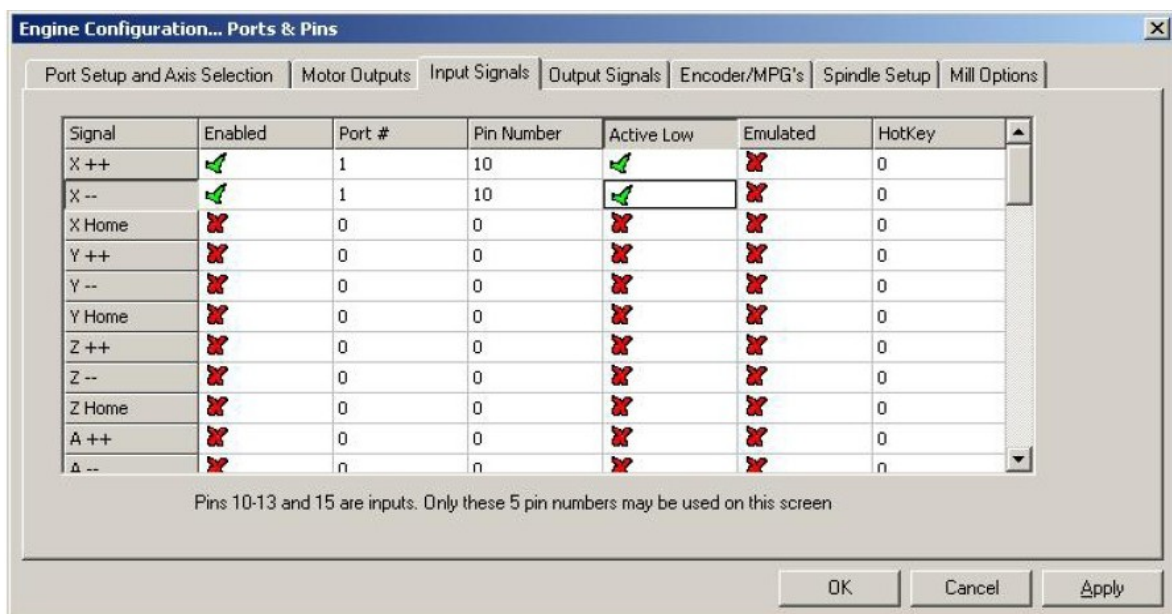 Engine Configuration... Ports & Pins
Port Setup and Axis Selection Motor Outputs Input Signals Output Signals Encoder/MPG's Spindle Setup Mill Options
Signal Enabled Port # Pin Number Active Low Emulated HotKey
X ++ 1 10 0
X -- 1 10 0
X Home 0 0 0
Y ++ 0 0 0
Y -- 0 0 0
Y Home 0 0 0
Z ++ 0 0 0
Z -- 0 0 0
Z Home 0 0 0
A ++ 0 0 0
A -- 0 0 0
Pins 10-13 and 15 are inputs. Only these 5 pin numbers may be used on this screen
OK Cancel Apply